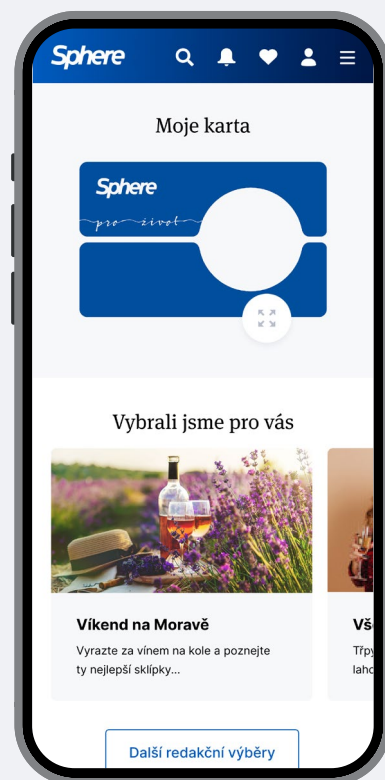 Sphere
Moje karta
Sphere
pro život
Vybrali jsme pro vás
Víkend na Moravě
Vyrazte za vínem na kole a poznejte
ty nejlepší sklípky...
Další redakční výběry